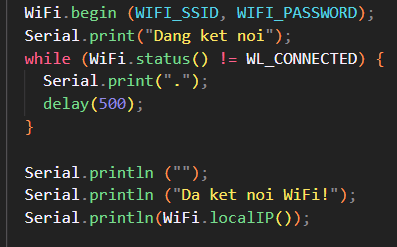 WiFi.begin (WIFI_SSID, WIFI_PASSWORD);
Serial.print("Dang ket noi");
while (WiFi.status() != WL_CONNECTED) {
  Serial.print(".");
  delay(500);
}

Serial.println ("");
Serial.println ("Da ket noi WiFi!");
Serial.println(WiFi.localIP());